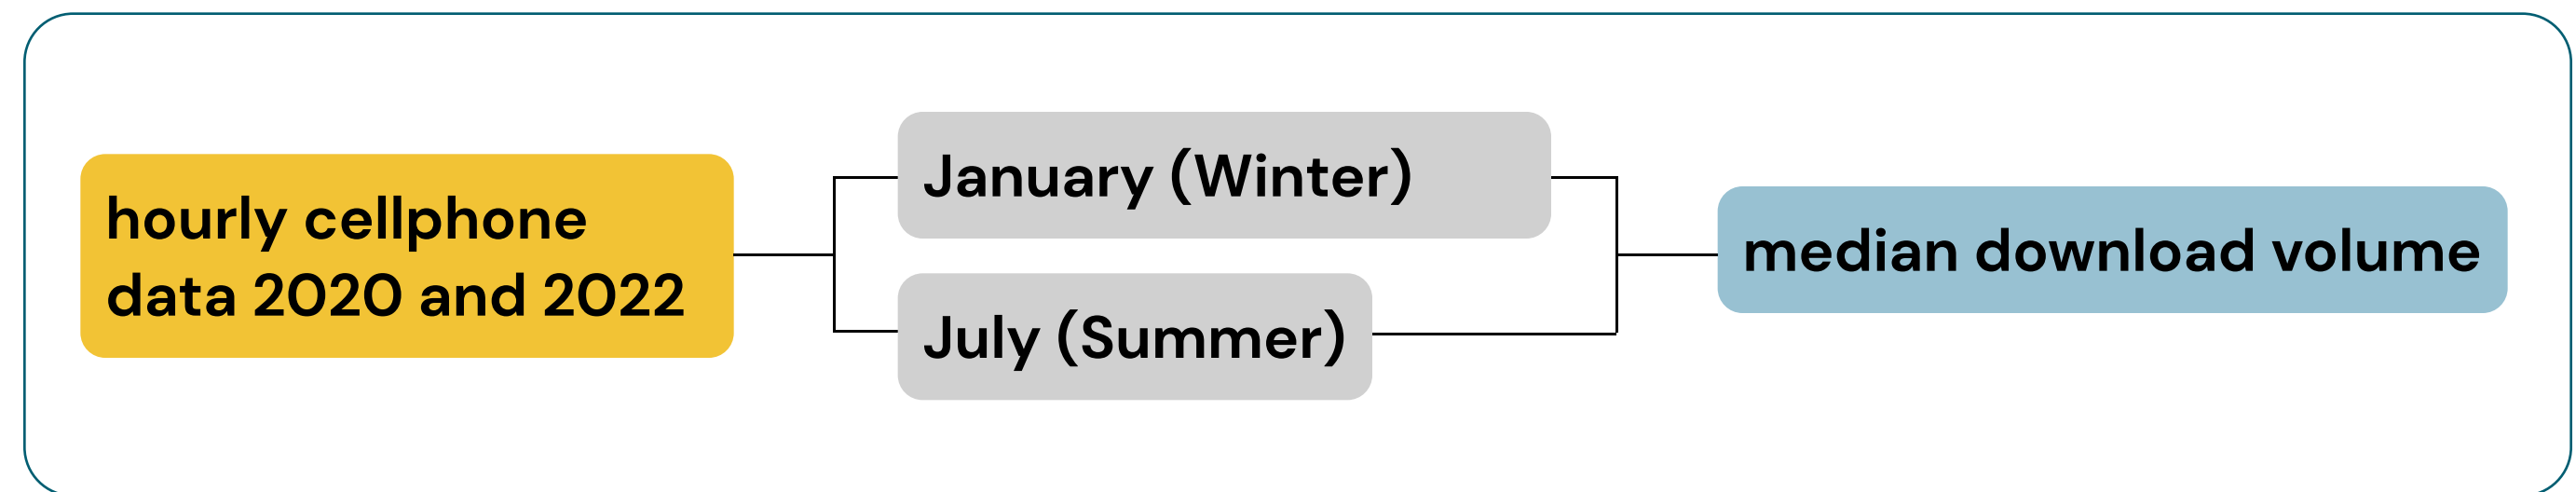 hourly cellphone
data 2020 and 2022
January (Winter)
July (Summer)
median download volume